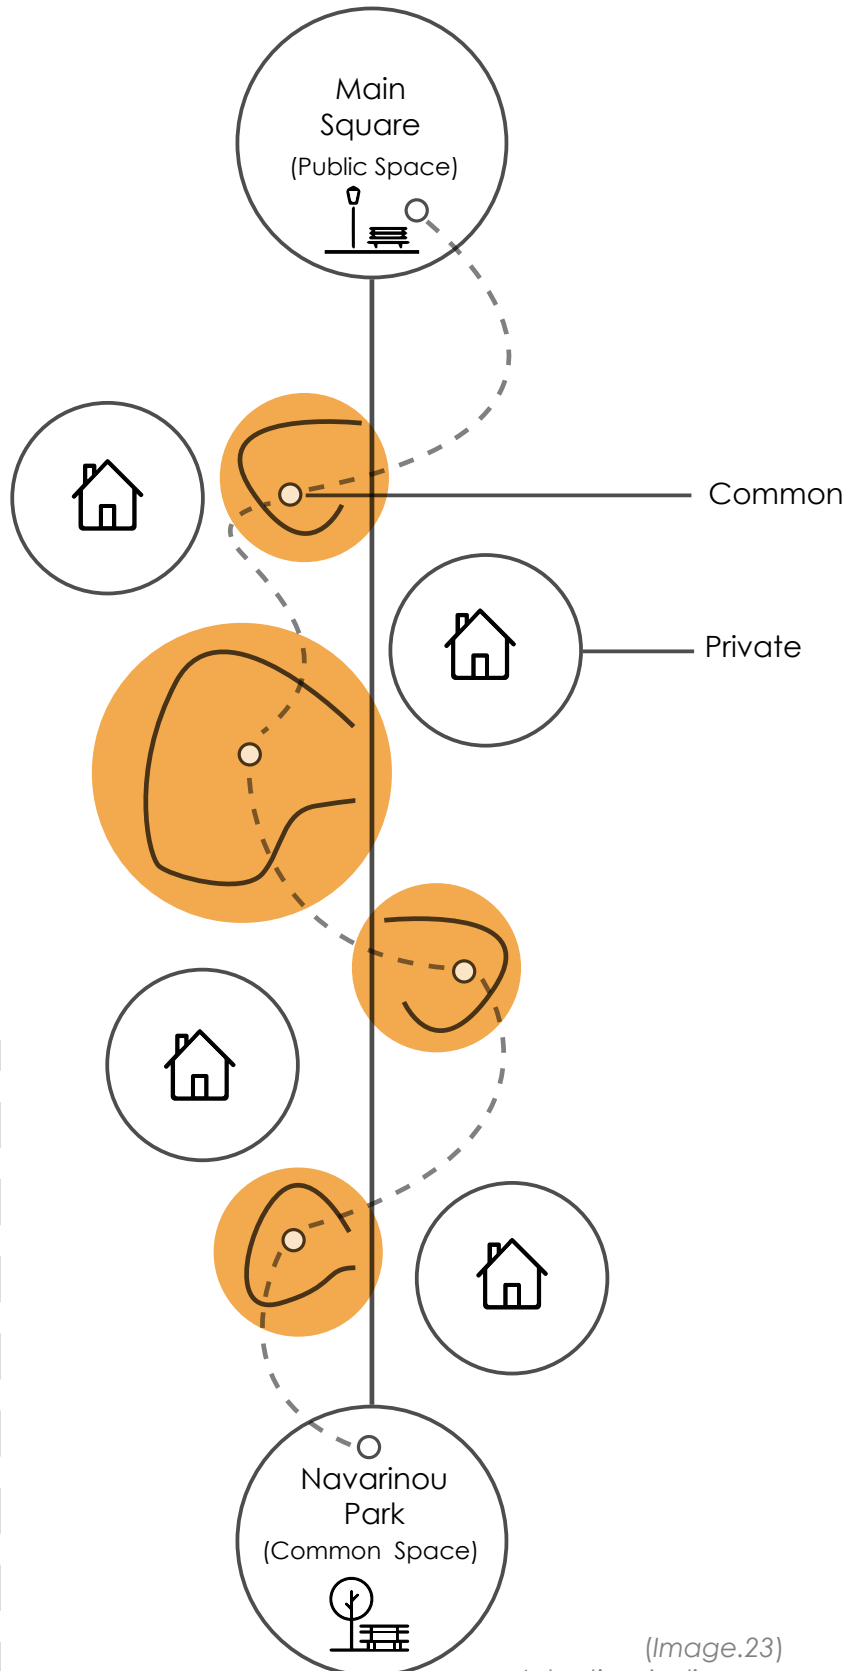 Main
Square
(Public Space)
Common
Private
Navarinou
Park
(Common Space)
(Image.23)